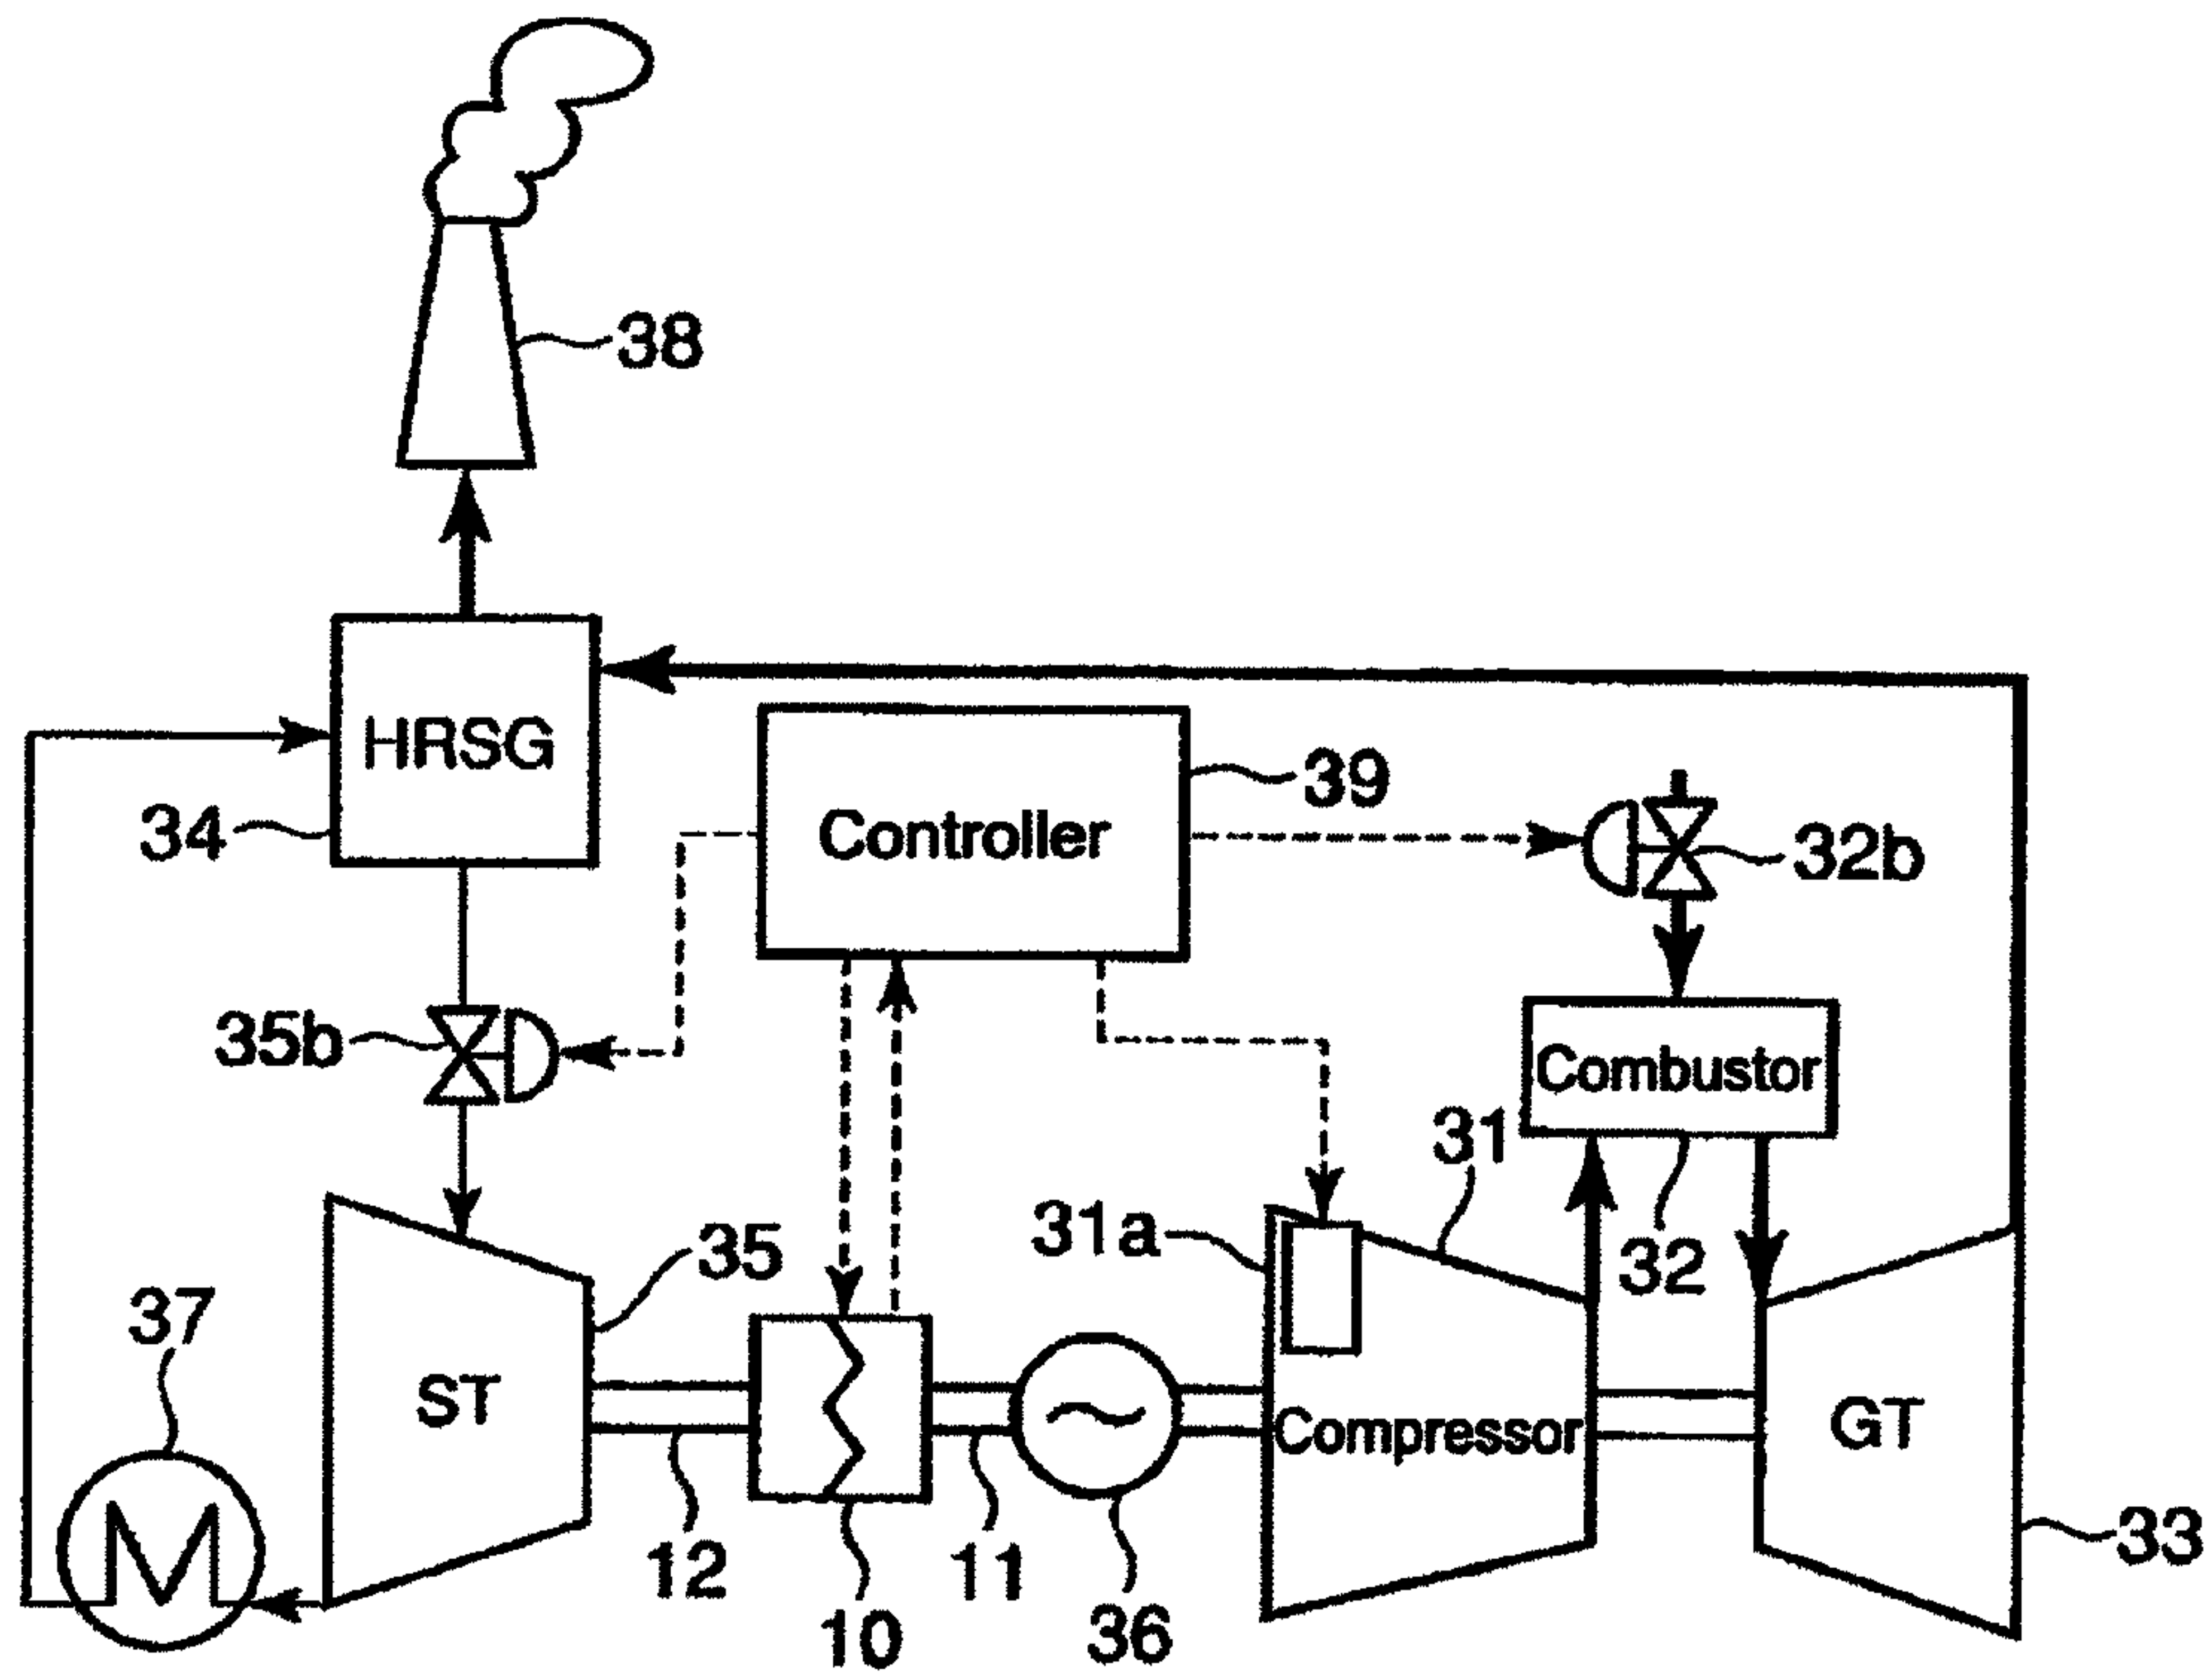 38
HRSG
34
Controller
39
32b
35b
Combustor
31
31a
32
35
37
ST
Compressor
GT
12
11
10
36
33